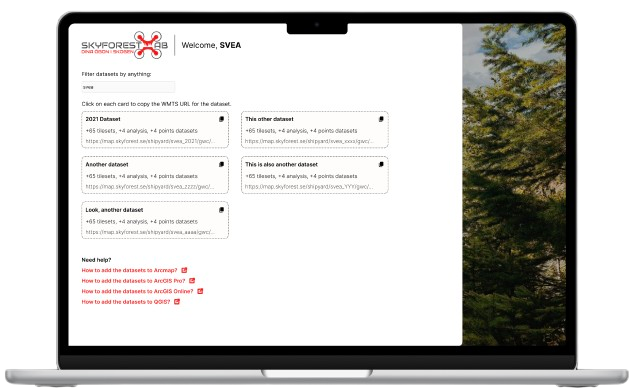 SKYFOREST AB
DINA ÖGON I SKOGEN
Welcome, SVEA
Filter datasets by anything:
svea
Click on each card to copy the WMTS URL for the dataset.
2021 Dataset
+65 tilesets, +4 analysis, +4 points datasets
https://map.skyforest.se/shipyard/svea_2021/gwc/...
This other dataset
+65 tilesets, +4 analysis, +4 points datasets
https://map.skyforest.se/shipyard/svea_xxxx/gwc/...
Another dataset
+65 tilesets, +4 analysis, +4 points datasets
https://map.skyforest.se/shipyard/svea_zzzz/gwc/...
This is also another dataset
+65 tilesets, +4 analysis, +4 points datasets
https://map.skyforest.se/shipyard/svea_YYY/gwc/...
Look, another dataset
+65 tilesets, +4 analysis, +4 points datasets
https://map.skyforest.se/shipyard/svea_aaaa/gwc/...
Need help?
How to add the datasets to Arcmap?
How to add the datasets to ArcGIS Pro?
How to add the datasets to ArcGIS Online?
How to add the datasets to QGIS?